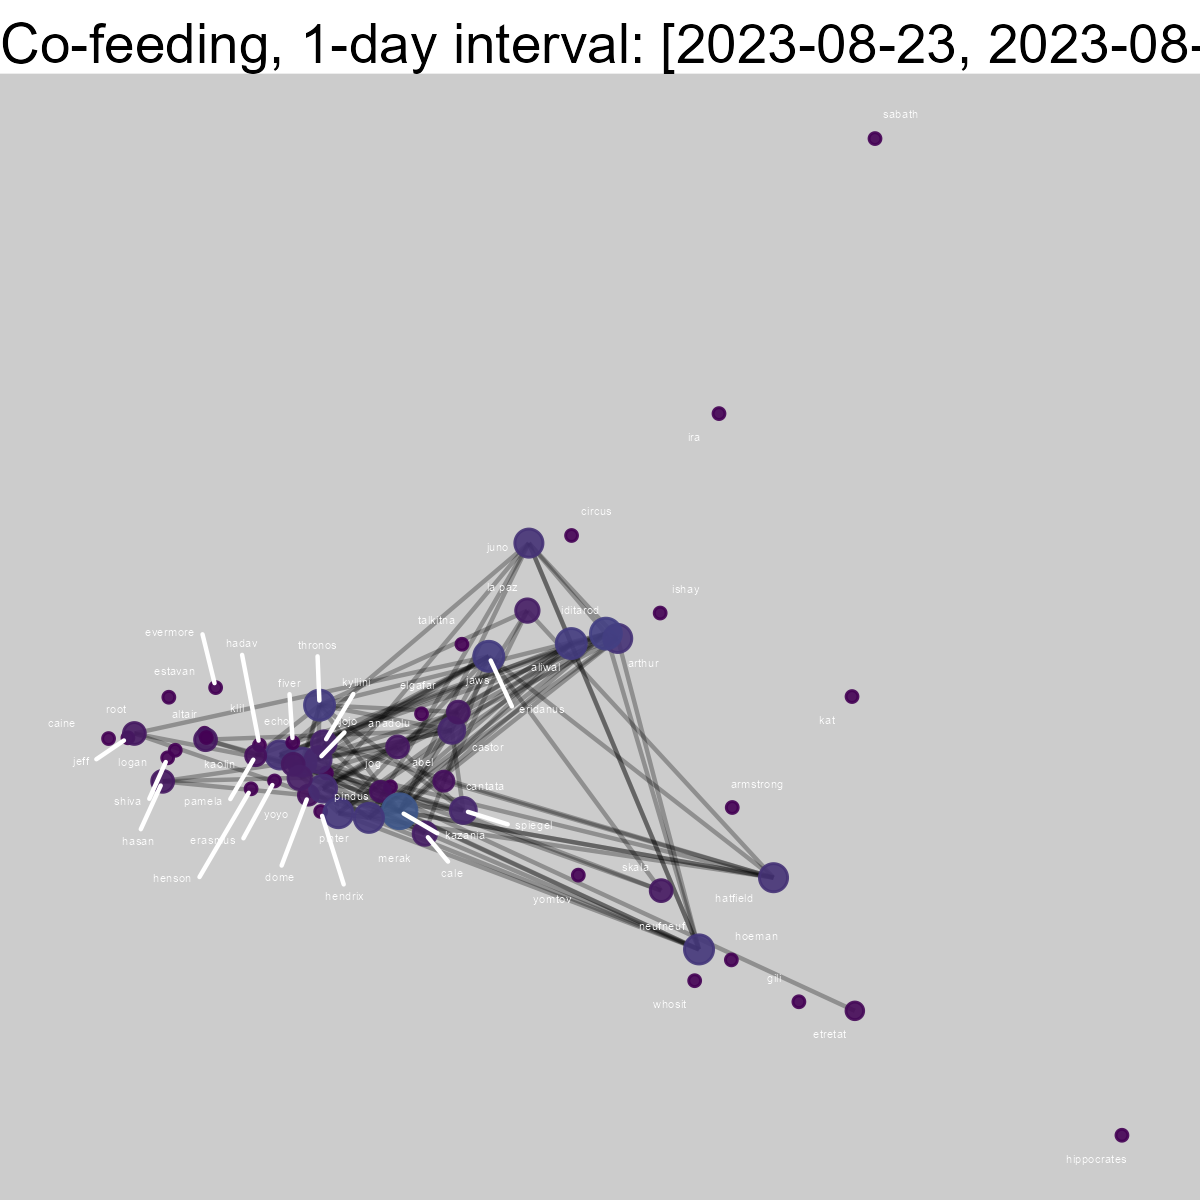 Co-feeding, 1-day interval: [2023-08-23, 2023-08-
sabath
ira
circus
juno
la paz
ishay
iditarod
talkitna
evermore
hadav
thronos
arthur
aliwal
estavan
fiver
kyllini
elgafar
jaws
eridanus
caine
altair
klil
echo
jojo
anadolu
kat
castor
jeff
logan
kaolin
jog
abel
cantata
armstrong
shiva
pamela
pindus
yoyo
spiegel
hasan
erasmus
kazania
merak
cale
henson
dome
hendrix
skala
yomtov
hatfield
neufneuf
hoeman
gili
whosit
etretat
hippocrates
root